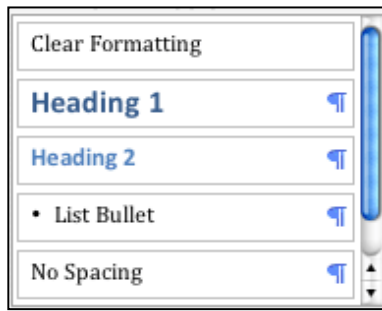 Clear Formatting
Heading 1 ¶
Heading 2 ¶
• List Bullet ¶
No Spacing ¶